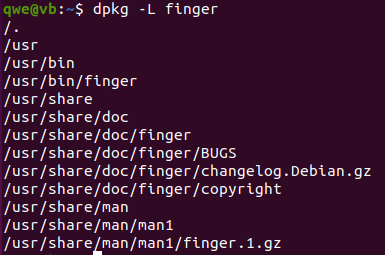 qwe@vb:~$ dpkg -L finger
/.
/usr
/usr/bin
/usr/bin/finger
/usr/share
/usr/share/doc
/usr/share/doc/finger
/usr/share/doc/finger/BUGS
/usr/share/doc/finger/changelog.Debian.gz
/usr/share/doc/finger/copyright
/usr/share/man
/usr/share/man/man1
/usr/share/man/man1/finger.1.gz